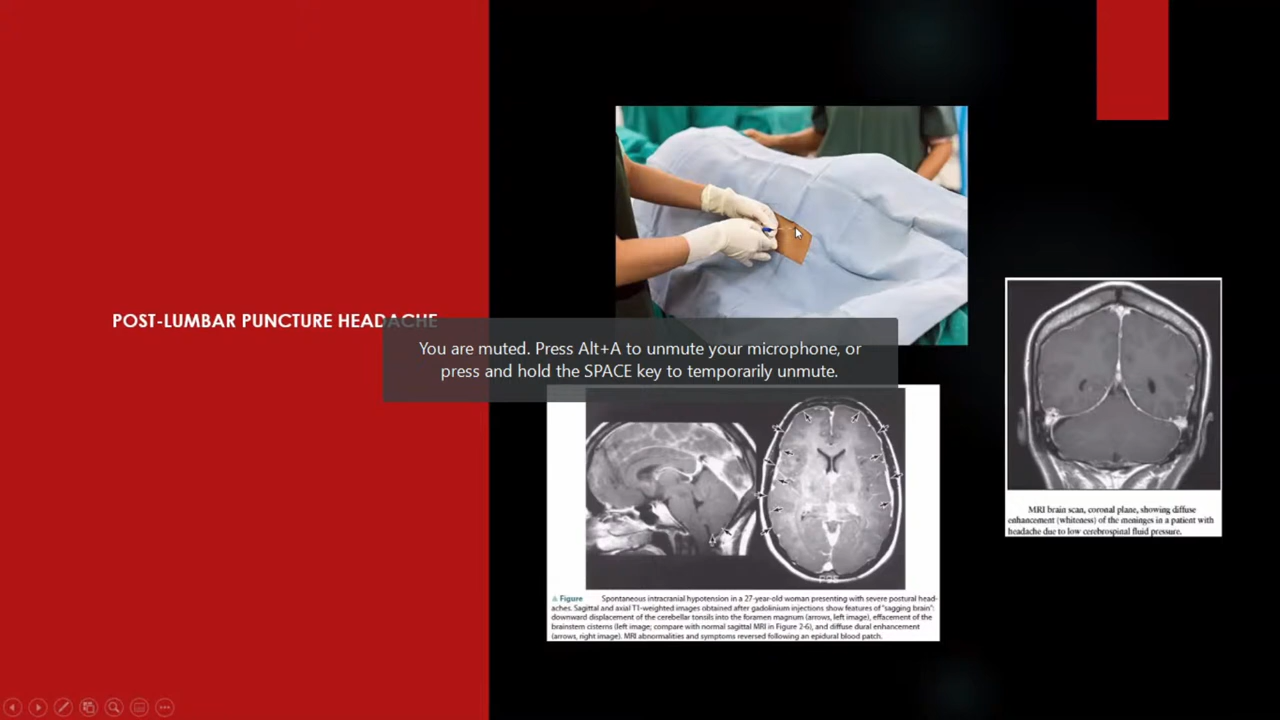 POST-LUMBAR PUNCTURE HEADACHE
You are muted. Press Alt+A to unmute your microphone, or
press and hold the SPACE key to temporarily unmute.
MRI brain scan, coronal plane, showing diffuse
enhancement (whiteness) of the meninges in a patient with
headache due to low cerebrospinal fluid pressure.
Figure Spontaneous intracranial hypotension in a 27-year-old woman presenting with severe postural head-
aches. Sagittal and axial T1-weighted images obtained after gadolinium injections show features of "sagging brain":
downward displacement of the cerebellar tonsils into the foramen magnum (arrows, left image), effacement of the
brainstem cisterns (left image; compare with normal sagittal MRI in Figure 2-6), and diffuse dural enhancement
(arrows, right image). MRI abnormalities and symptoms reversed following an epidural blood patch.